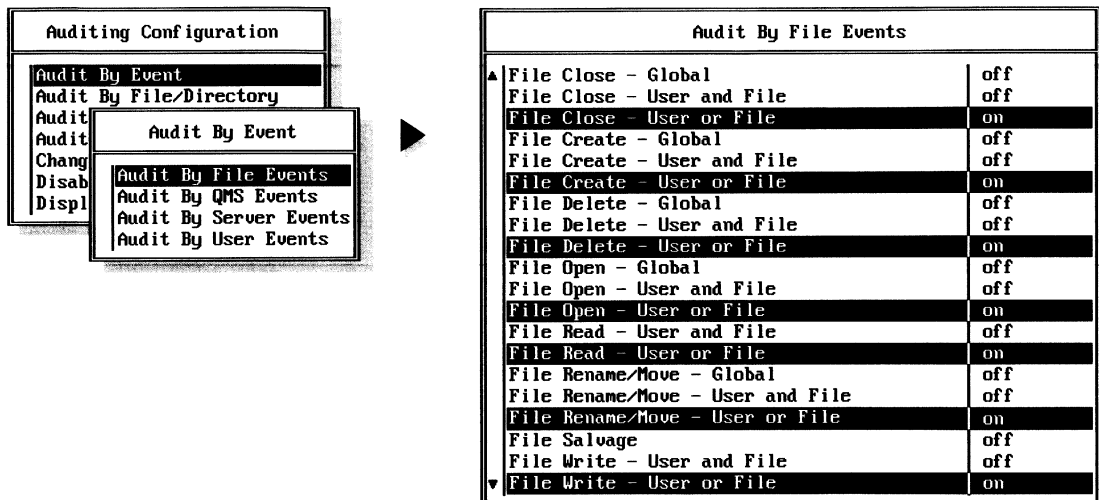 Auditing Configuration
Audit By Event
Audit By File/Directory
Audit
Audit
Chang
Disab
Displ
Audit By Event
Audit By File Events
Audit By QMS Events
Audit By Server Events
Audit By User Events
Audit By File Events
File Close - Global off
File Close - User and File off
File Close - User or File on
File Create - Global off
File Create - User and File off
File Create - User or File on
File Delete - Global off
File Delete - User and File off
File Delete - User or File on
File Open - Global off
File Open - User and File off
File Open - User or File on
File Read - User and File off
File Read - User or File on
File Rename/Move - Global off
File Rename/Move - User and File off
File Rename/Move - User or File on
File Salvage off
File Write - User and File off
File Write - User or File on